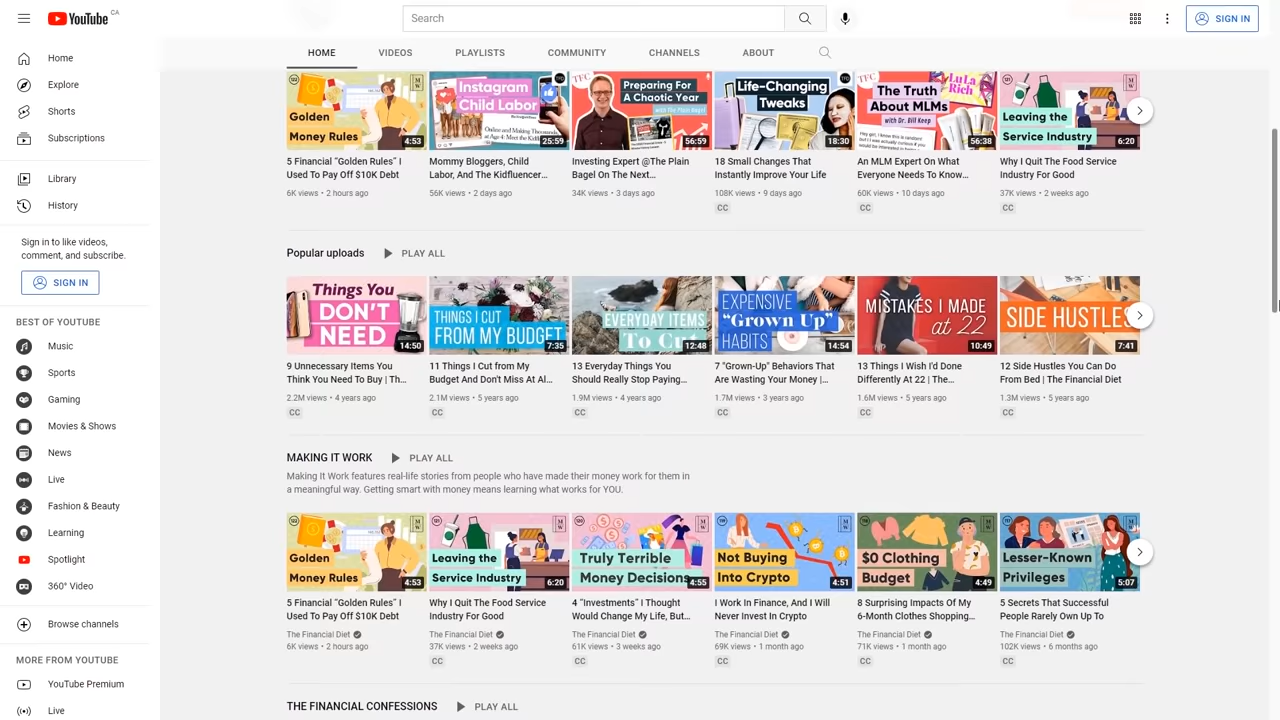 YouTube CA
Search
SIGN IN
HOME VIDEOS PLAYLISTS COMMUNITY CHANNELS ABOUT
Home
Explore
Shorts
Subscriptions
Library
History
Sign in to like videos,
comment, and subscribe.
SIGN IN
BEST OF YOUTUBE
Music
Sports
Gaming
Movies & Shows
News
Live
Fashion & Beauty
Learning
Spotlight
360° Video
Browse channels
MORE FROM YOUTUBE
YouTube Premium
Live
122
M
W
Golden
Money Rules
4:53
5 Financial “Golden Rules” I
Used To Pay Off $10K Debt
6K views • 2 hours ago
Instagram
Child Labor
25:59
Mommy Bloggers, Child
Labor, And The Kidfluencer...
56K views • 2 days ago
TFC
Preparing For
A Chaotic Year
56:59
Investing Expert @The Plain
Bagel On The Next...
34K views • 3 days ago
Life-Changing
Tweaks
18:30
18 Small Changes That
Instantly Improve Your Life
108K views • 9 days ago
CC
TFC
LuLa
Rich
The Truth
About MLMs
with Dr. Bill Keep
56:38
An MLM Expert On What
Everyone Needs To Know...
60K views • 10 days ago
CC
121
M
W
Leaving the
Service Industry
6:20
Why I Quit The Food Service
Industry For Good
37K views • 2 weeks ago
CC
Popular uploads PLAY ALL
Things You
DON'T
NEED
14:50
9 Unnecessary Items You
Think You Need To Buy | Th...
2.2M views • 4 years ago
CC
THINGS I CUT
FROM MY BUDGET
7:35
11 Things I Cut from My
Budget And Don't Miss At Al...
2.1M views • 5 years ago
CC
EVERYDAY ITEMS
To Cut
12:48
13 Everyday Things You
Should Really Stop Paying...
1.9M views • 4 years ago
CC
EXPENSIVE
“Grown Up”
HABITS
14:54
7 "Grown-Up" Behaviors That
Are Wasting Your Money |...
1.7M views • 3 years ago
CC
MISTAKES I MADE
at 22
10:49
13 Things I Wish I'd Done
Differently At 22 | The...
1.6M views • 5 years ago
CC
SIDE HUSTLES
7:41
12 Side Hustles You Can Do
From Bed | The Financial Diet
1.3M views • 5 years ago
CC
MAKING IT WORK PLAY ALL
Making It Work features real-life stories from people who have made their money work for them in
a meaningful way. Getting smart with money means learning what works for YOU.
122
M
W
Golden
Money Rules
4:53
5 Financial “Golden Rules” I
Used To Pay Off $10K Debt
The Financial Diet
6K views • 2 hours ago
121
M
W
Leaving the
Service Industry
6:20
Why I Quit The Food Service
Industry For Good
The Financial Diet
37K views • 2 weeks ago
CC
M
W
Truly Terrible
Money Decisions
4:55
4 “Investments” I Thought
Would Change My Life, But...
The Financial Diet
61K views • 3 weeks ago
CC
M
W
Not Buying
Into Crypto
4:51
I Work In Finance, And I Will
Never Invest In Crypto
The Financial Diet
69K views • 1 month ago
CC
M
W
$0 Clothing
Budget
4:49
8 Surprising Impacts Of My
6-Month Clothes Shopping...
The Financial Diet
71K views • 1 month ago
CC
M
W
Lesser-Known
Privileges
5:07
5 Secrets That Successful
People Rarely Own Up To
The Financial Diet
102K views • 6 months ago
CC
THE FINANCIAL CONFESSIONS PLAY ALL